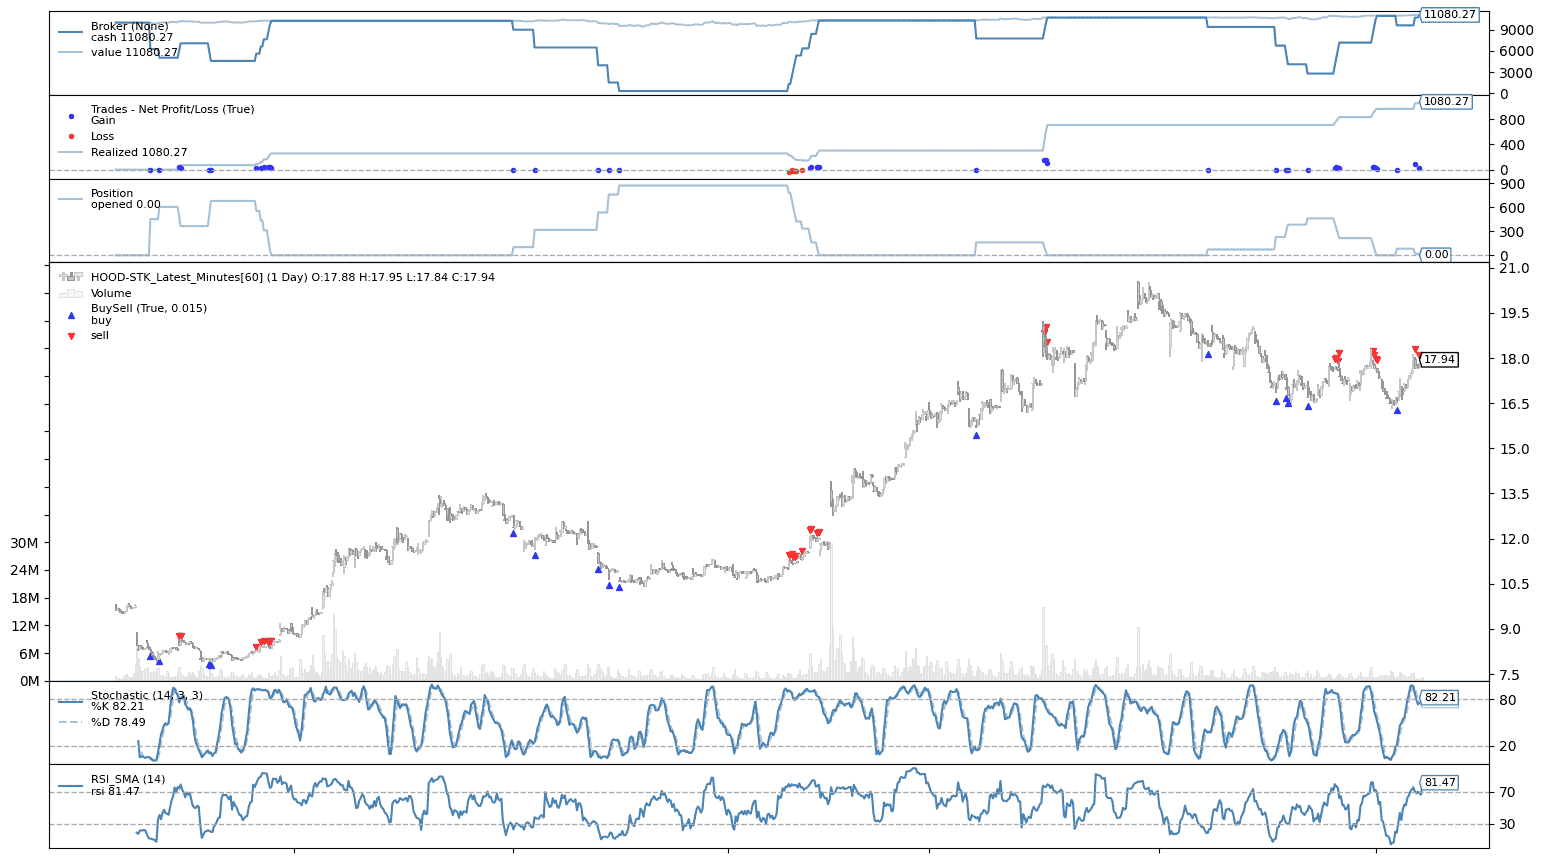 Broker (None)
cash 11080.27
value 11080.27
11080.27
9000
6000
3000
0
Trades - Net Profit/Loss (True)
Gain
Loss
Realized 1080.27
1080.27
800
400
0
Position
opened 0.00
900
600
300
0
0.00
HOOD-STK_Latest_Minutes[60] (1 Day) O:17.88 H:17.95 L:17.84 C:17.94
Volume
BuySell (True, 0.015)
buy
sell
21.0
19.5
18.0
17.94
16.5
15.0
13.5
12.0
10.5
9.0
7.5
30M
24M
18M
12M
6M
0M
Stochastic (14, 3, 3)
%K 82.21
%D 78.49
82.21
80
20
RSI_SMA (14)
rsi 81.47
81.47
70
30